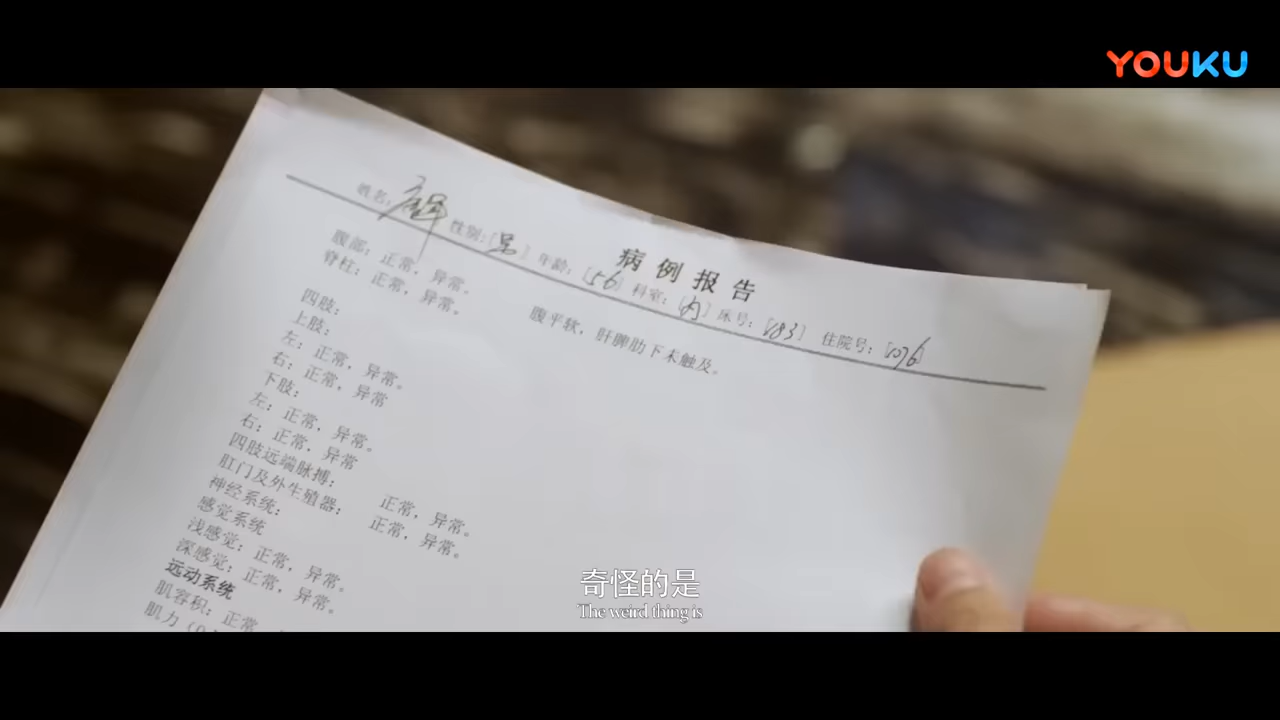 YOUKU
病例报告
姓名: 性别:[男] 年龄:[56] 科室:[内] 床号:[183] 住院号:[1076]
腹部: 正常, 异常。
腹平软, 肝脾肋下未触及。
脊柱: 正常, 异常。
四肢:
上肢:
左: 正常, 异常。
右: 正常, 异常
下肢:
左: 正常, 异常。
右: 正常, 异常
四肢远端脉搏: 正常, 异常。
肛门及外生殖器: 正常, 异常。
神经系统:
感觉系统
浅感觉: 正常, 异常。
深感觉: 正常, 异常。
远动系统
肌容积: 正常
肌力
奇怪的是
The weird thing is